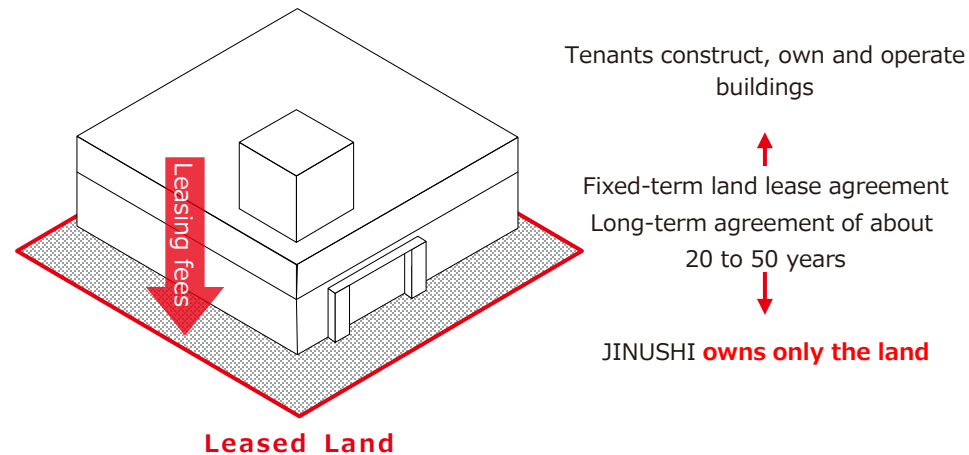 Tenants construct, own and operate
buildings
Leasing fees
Fixed-term land lease agreement
Long-term agreement of about
20 to 50 years
JINUSHI owns only the land
Leased Land